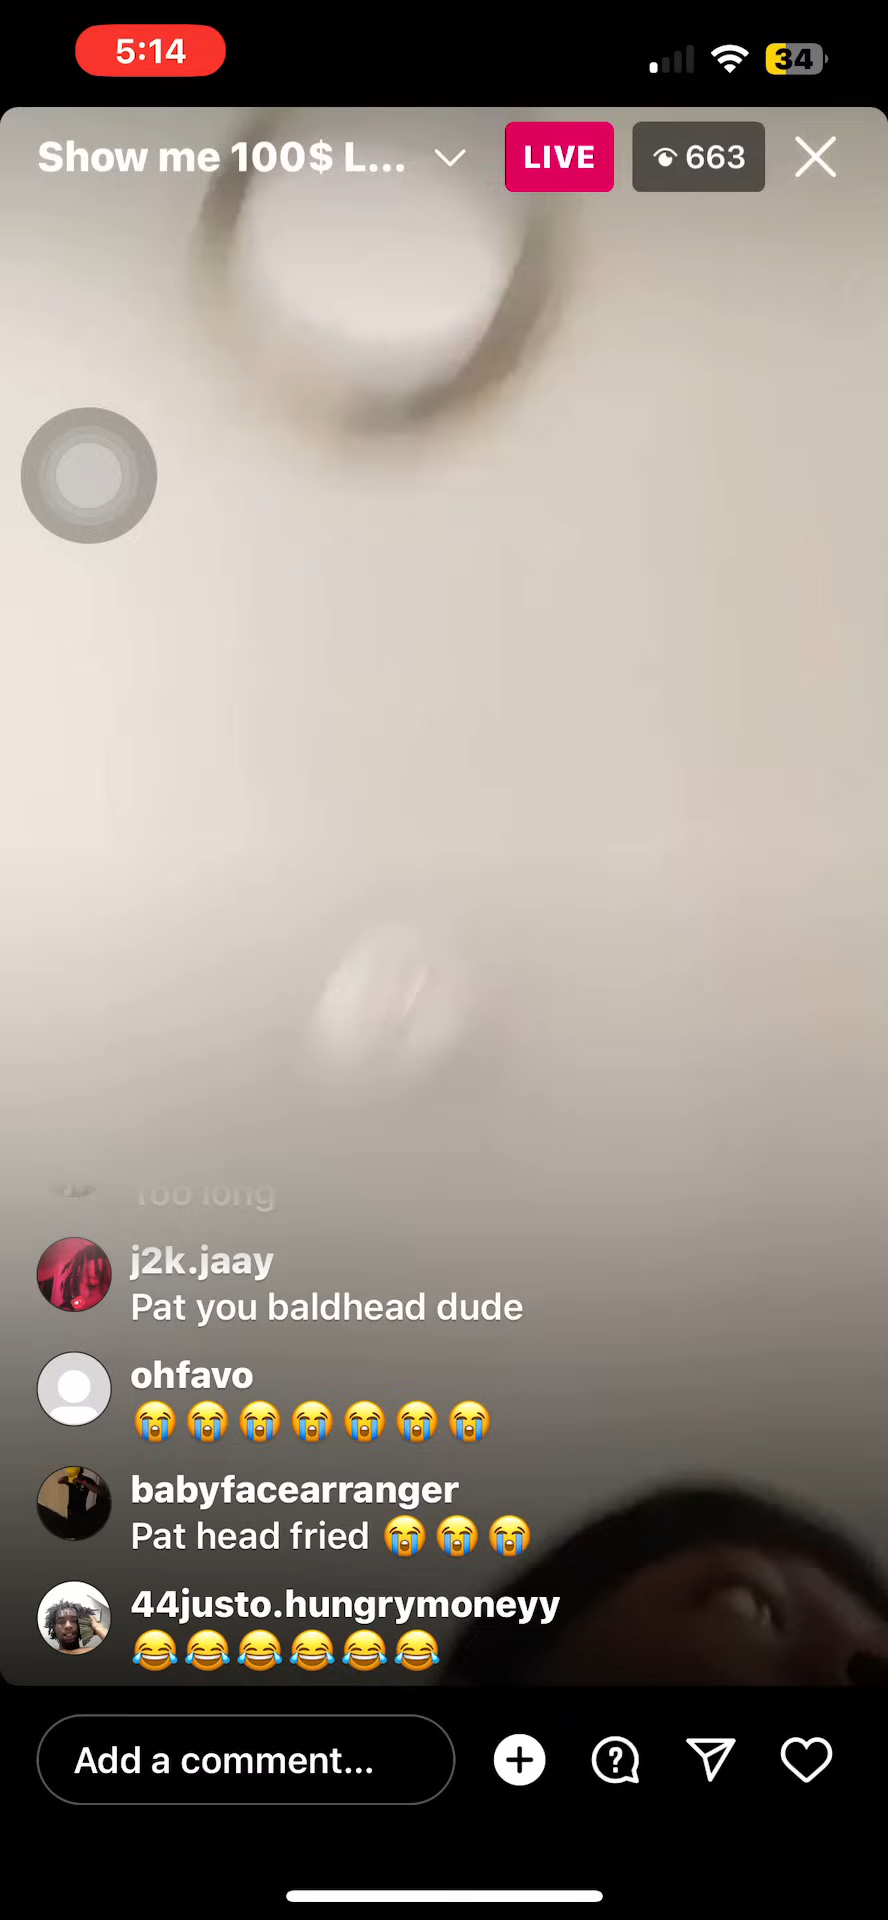 5:14
34
Show me 100$ L...
LIVE
663
Too long
j2k.jaay
Pat you baldhead dude
ohfavo
😭😭😭😭😭😭😭
babyfacearranger
Pat head fried 😭😭😭
44justo.hungrymoneyy
😂😂😂😂😂😂
Add a comment...